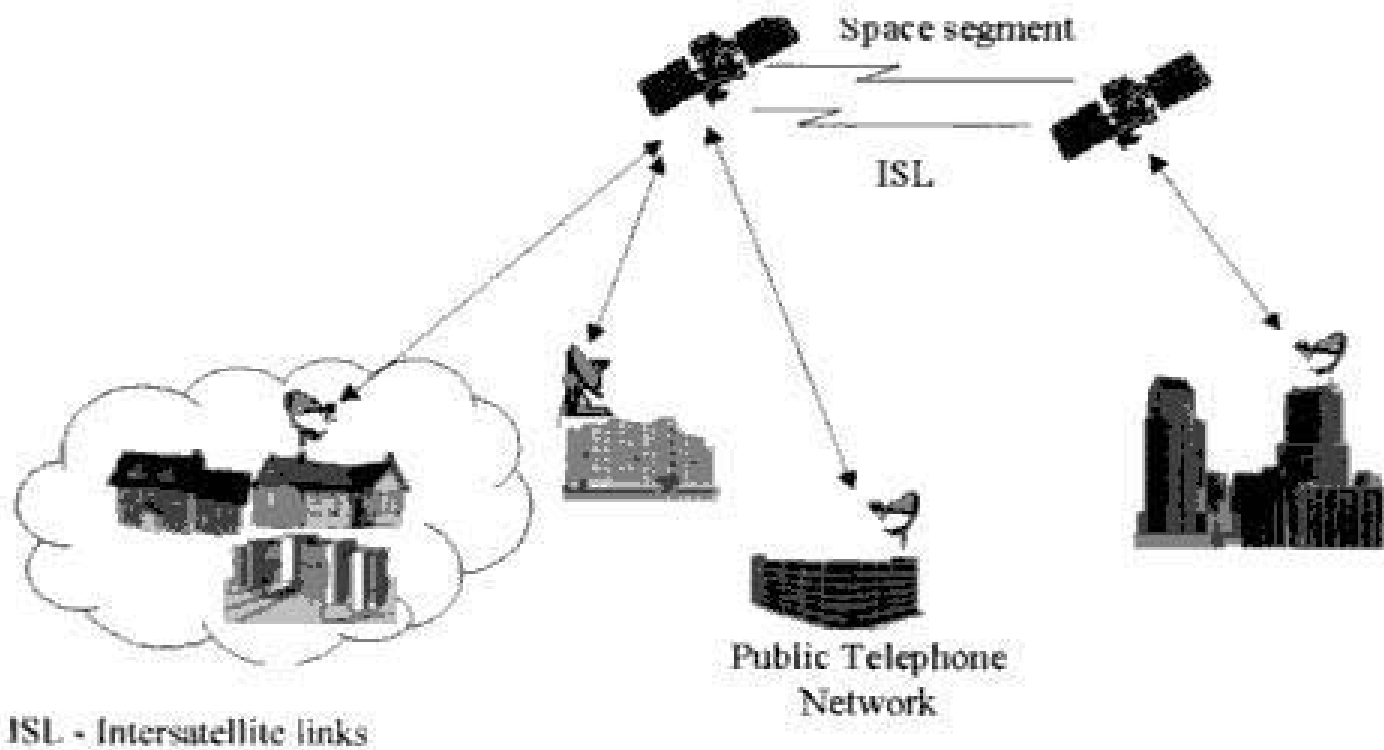 Space segment
ISL
Public Telephone
Network
ISL - Intersatellite links